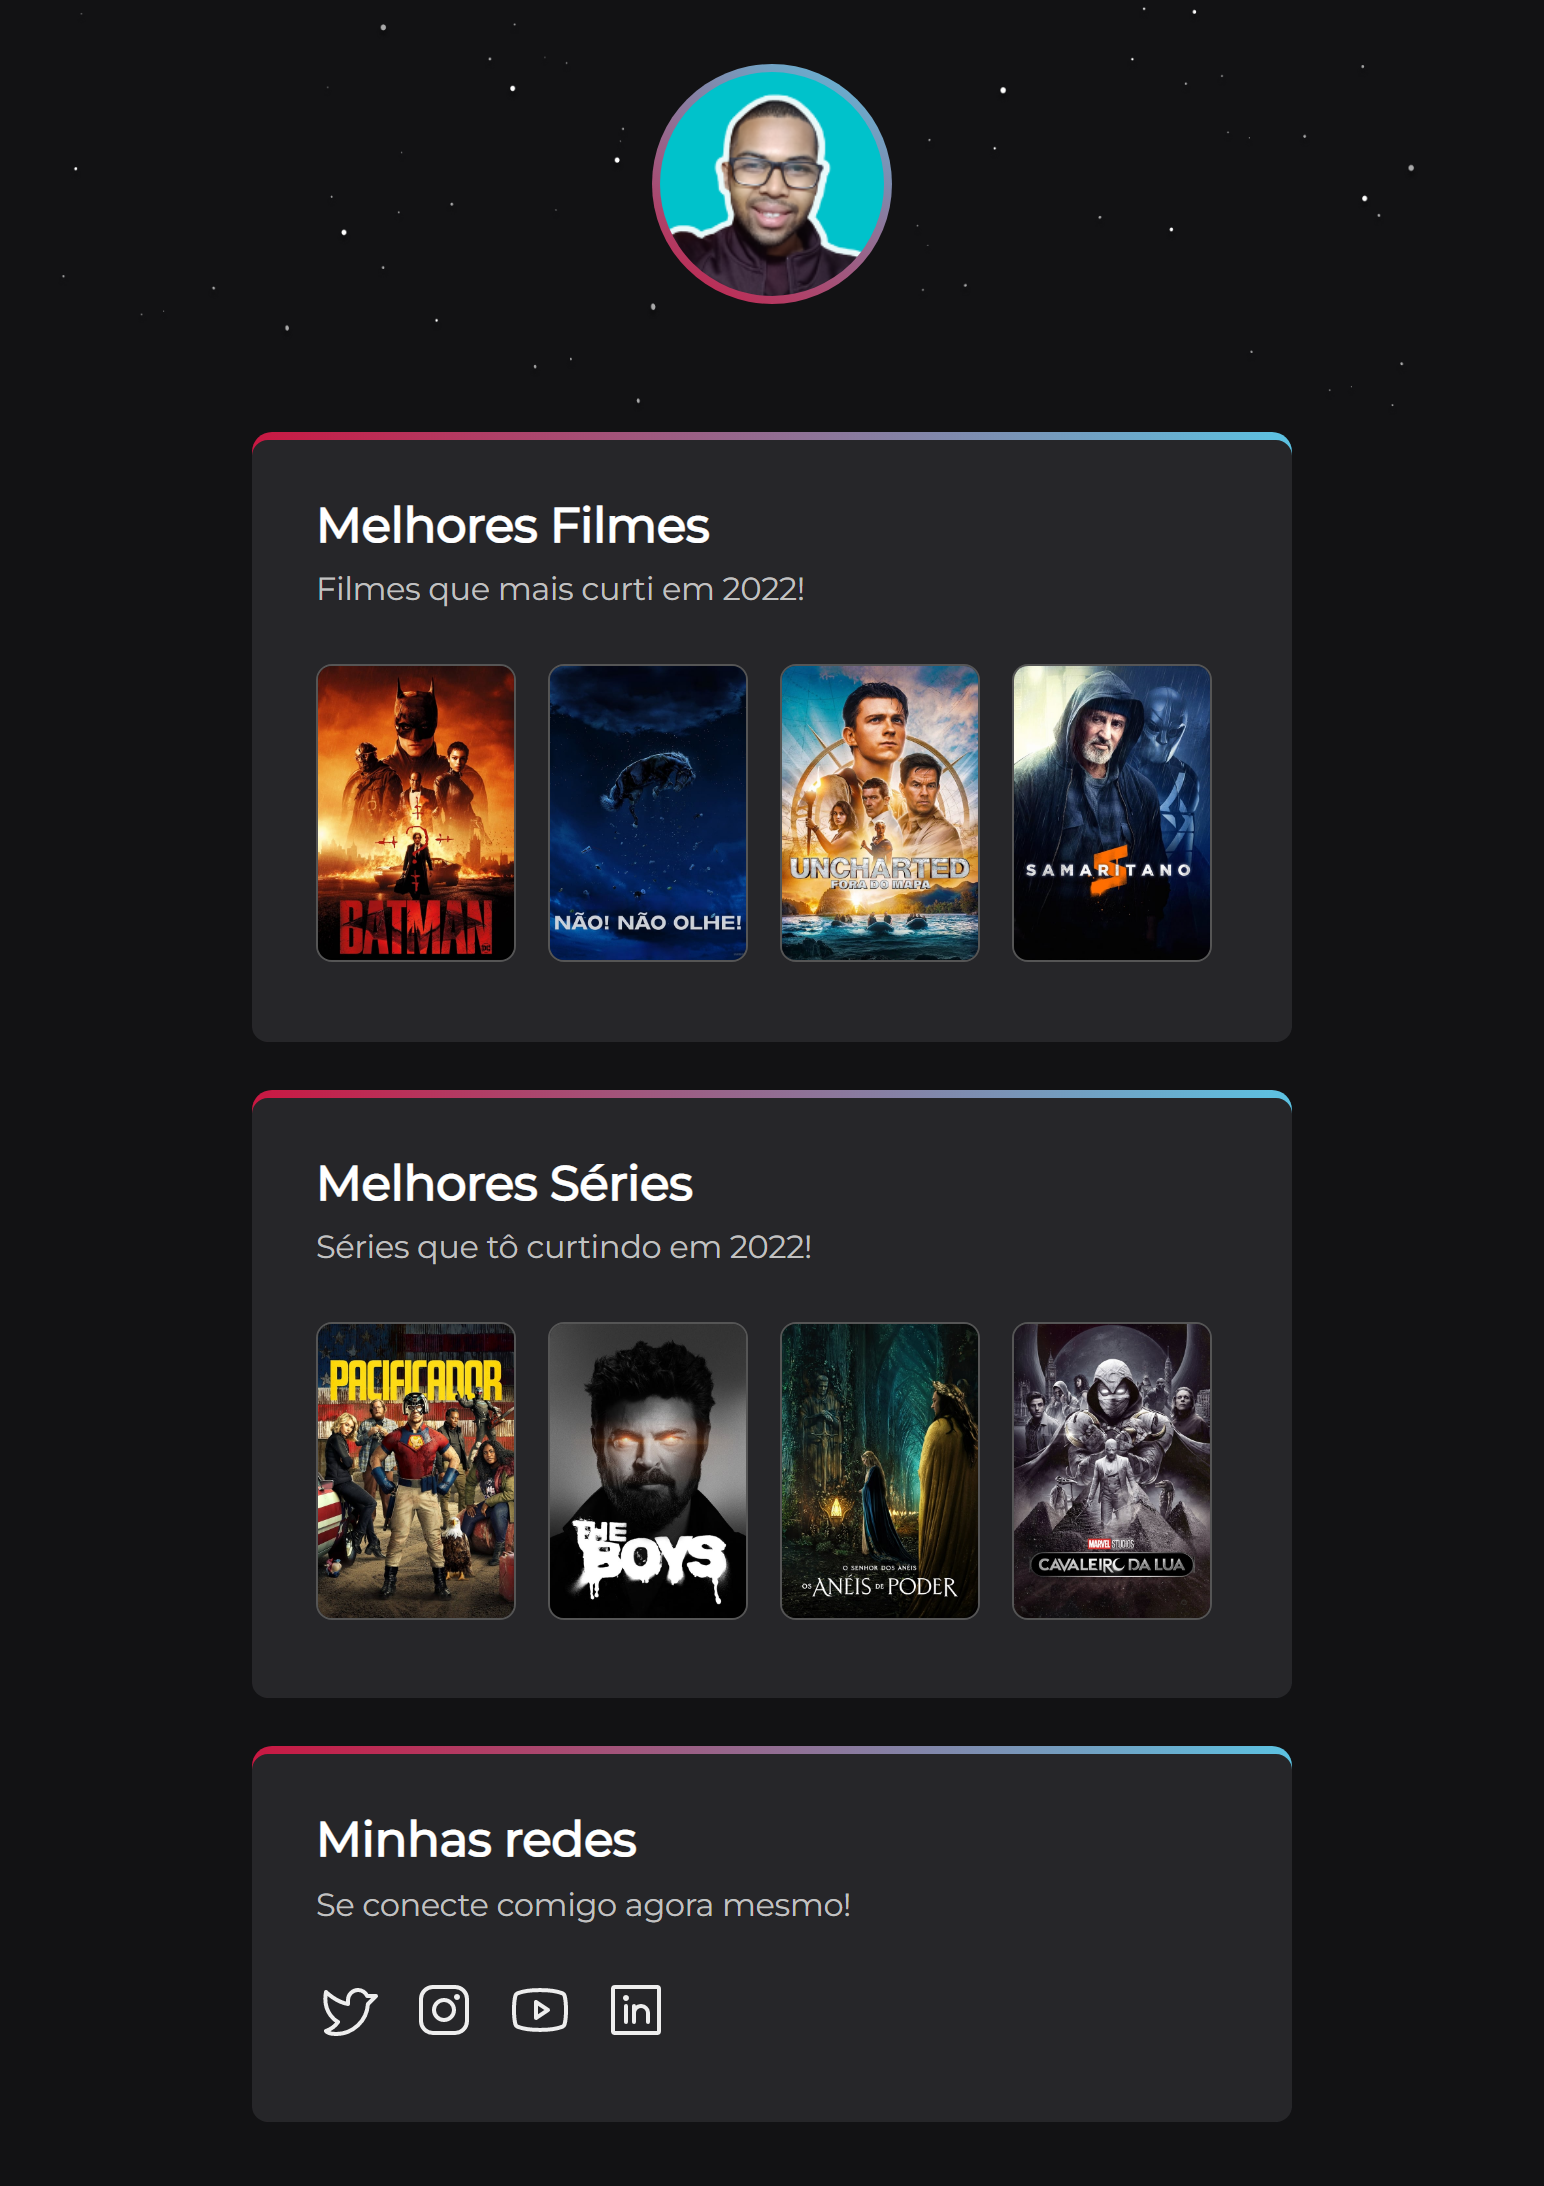 Melhores Filmes
Filmes que mais curti em 2022!
BATMAN
DC
NÃO! NÃO OLHE!
UNCHARTED
FORA DO MAPA
SAMARITANO
Melhores Séries
Séries que tô curtindo em 2022!
PACIFICADOR
THE
BOYS
O SENHOR DOS ANÉIS
OS ANÉIS DE PODER
MARVEL STUDIOS
CAVALEIRO DA LUA
Minhas redes
Se conecte comigo agora mesmo!
in